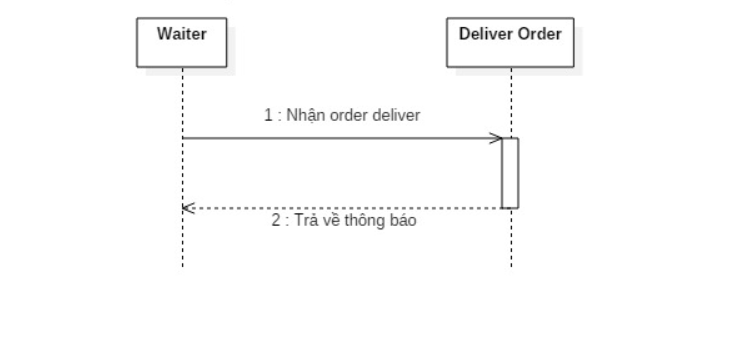 Waiter
Deliver Order
1 : Nhận order deliver
2 : Trả về thông báo